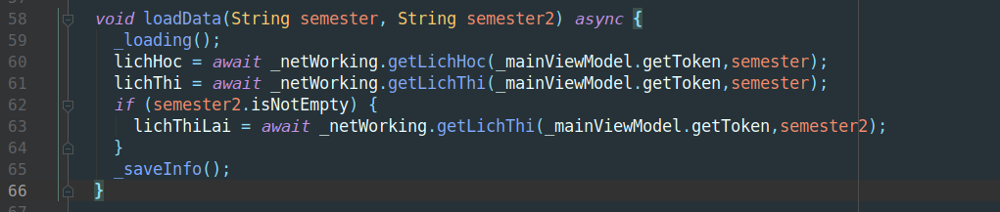 58 void loadData(String semester, String semester2) async {
59 _loading();
60 lichHoc = await _netWorking.getLichHoc(_mainViewModel.getToken,semester);
61 lichThi = await _netWorking.getLichThi(_mainViewModel.getToken,semester);
62 if (semester2.isNotEmpty) {
63 lichThiLai = await _netWorking.getLichThi(_mainViewModel.getToken,semester2);
64 }
65 _saveInfo();
66 }